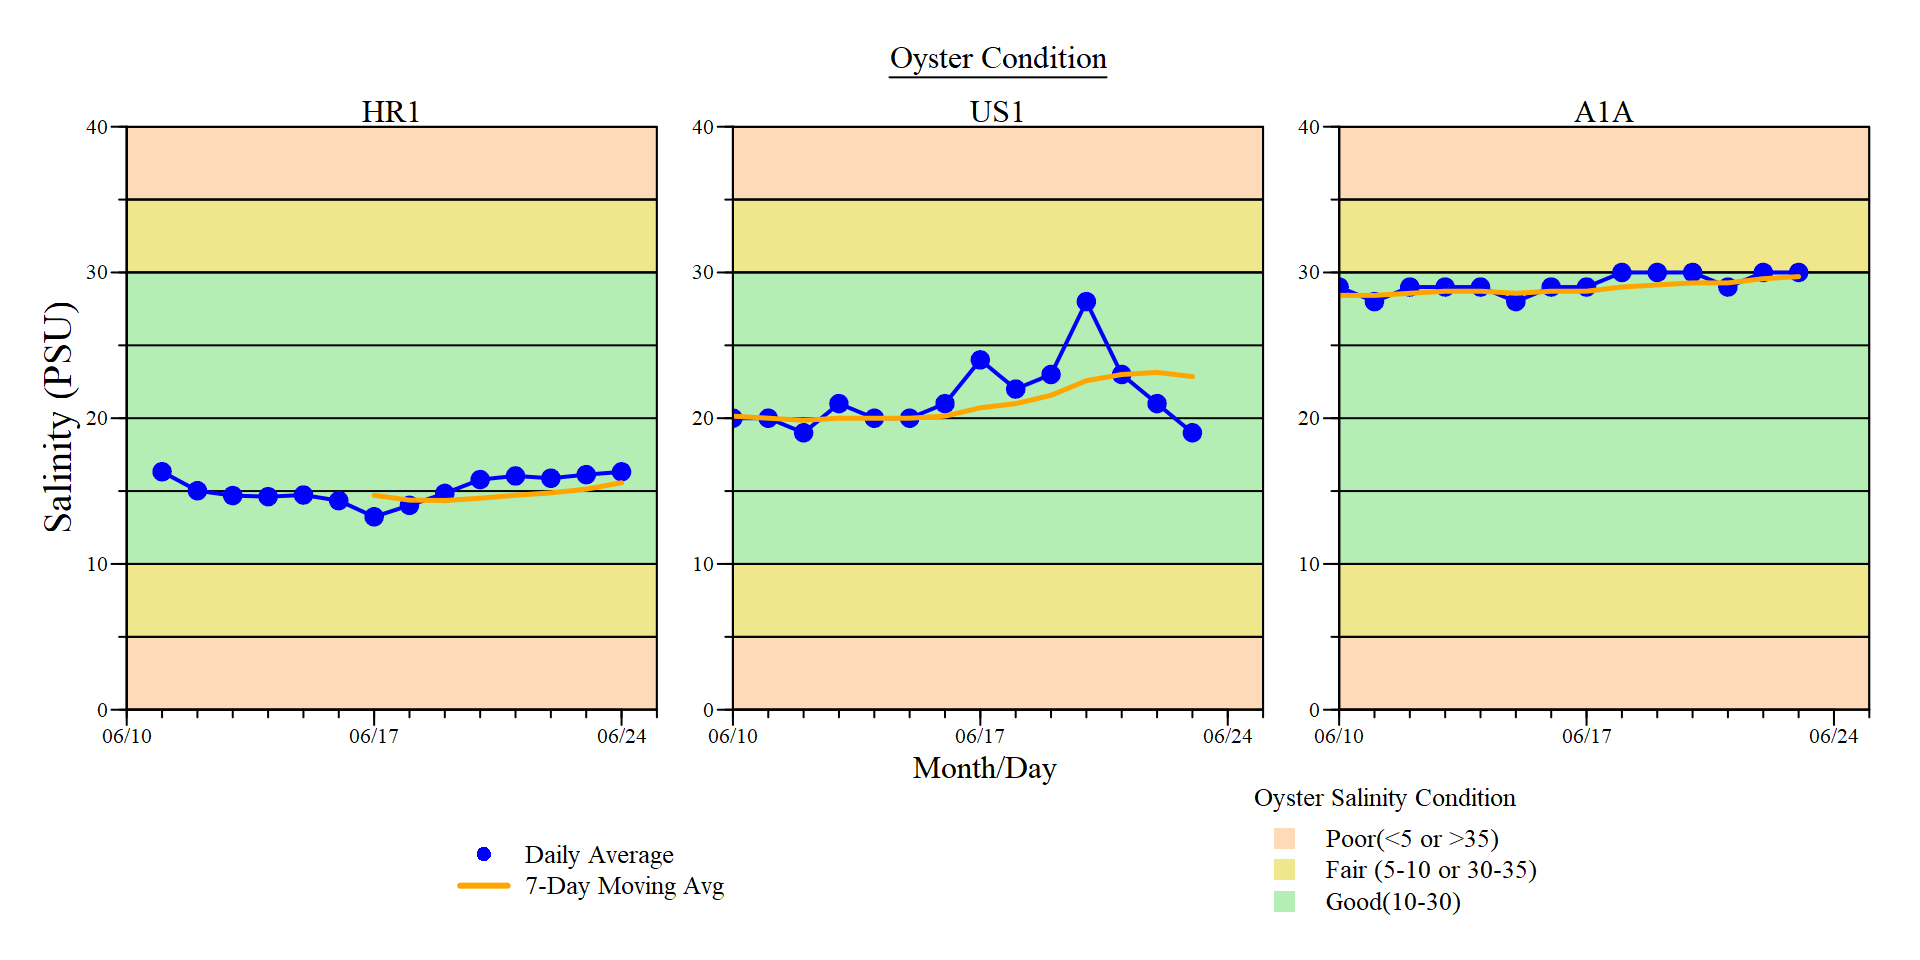 Oyster Condition
HR1
US1
A1A
Salinity (PSU)
40
30
20
10
0
06/10
06/17
06/24
40
30
20
10
0
06/10
06/17
06/24
40
30
20
10
0
06/10
06/17
06/24
Month/Day
Daily Average
7-Day Moving Avg
Oyster Salinity Condition
Poor(<5 or >35)
Fair (5-10 or 30-35)
Good(10-30)